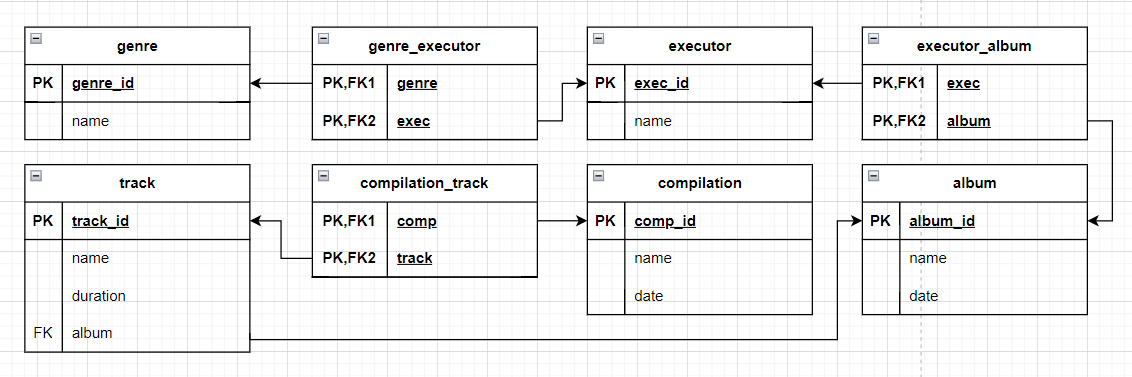 genre
PK genre_id
name
genre_executor
PK,FK1 genre
PK,FK2 exec
executor
PK exec_id
name
executor_album
PK,FK1 exec
PK,FK2 album
track
PK track_id
name
duration
FK album
compilation_track
PK,FK1 comp
PK,FK2 track
compilation
PK comp_id
name
date
album
PK album_id
name
date